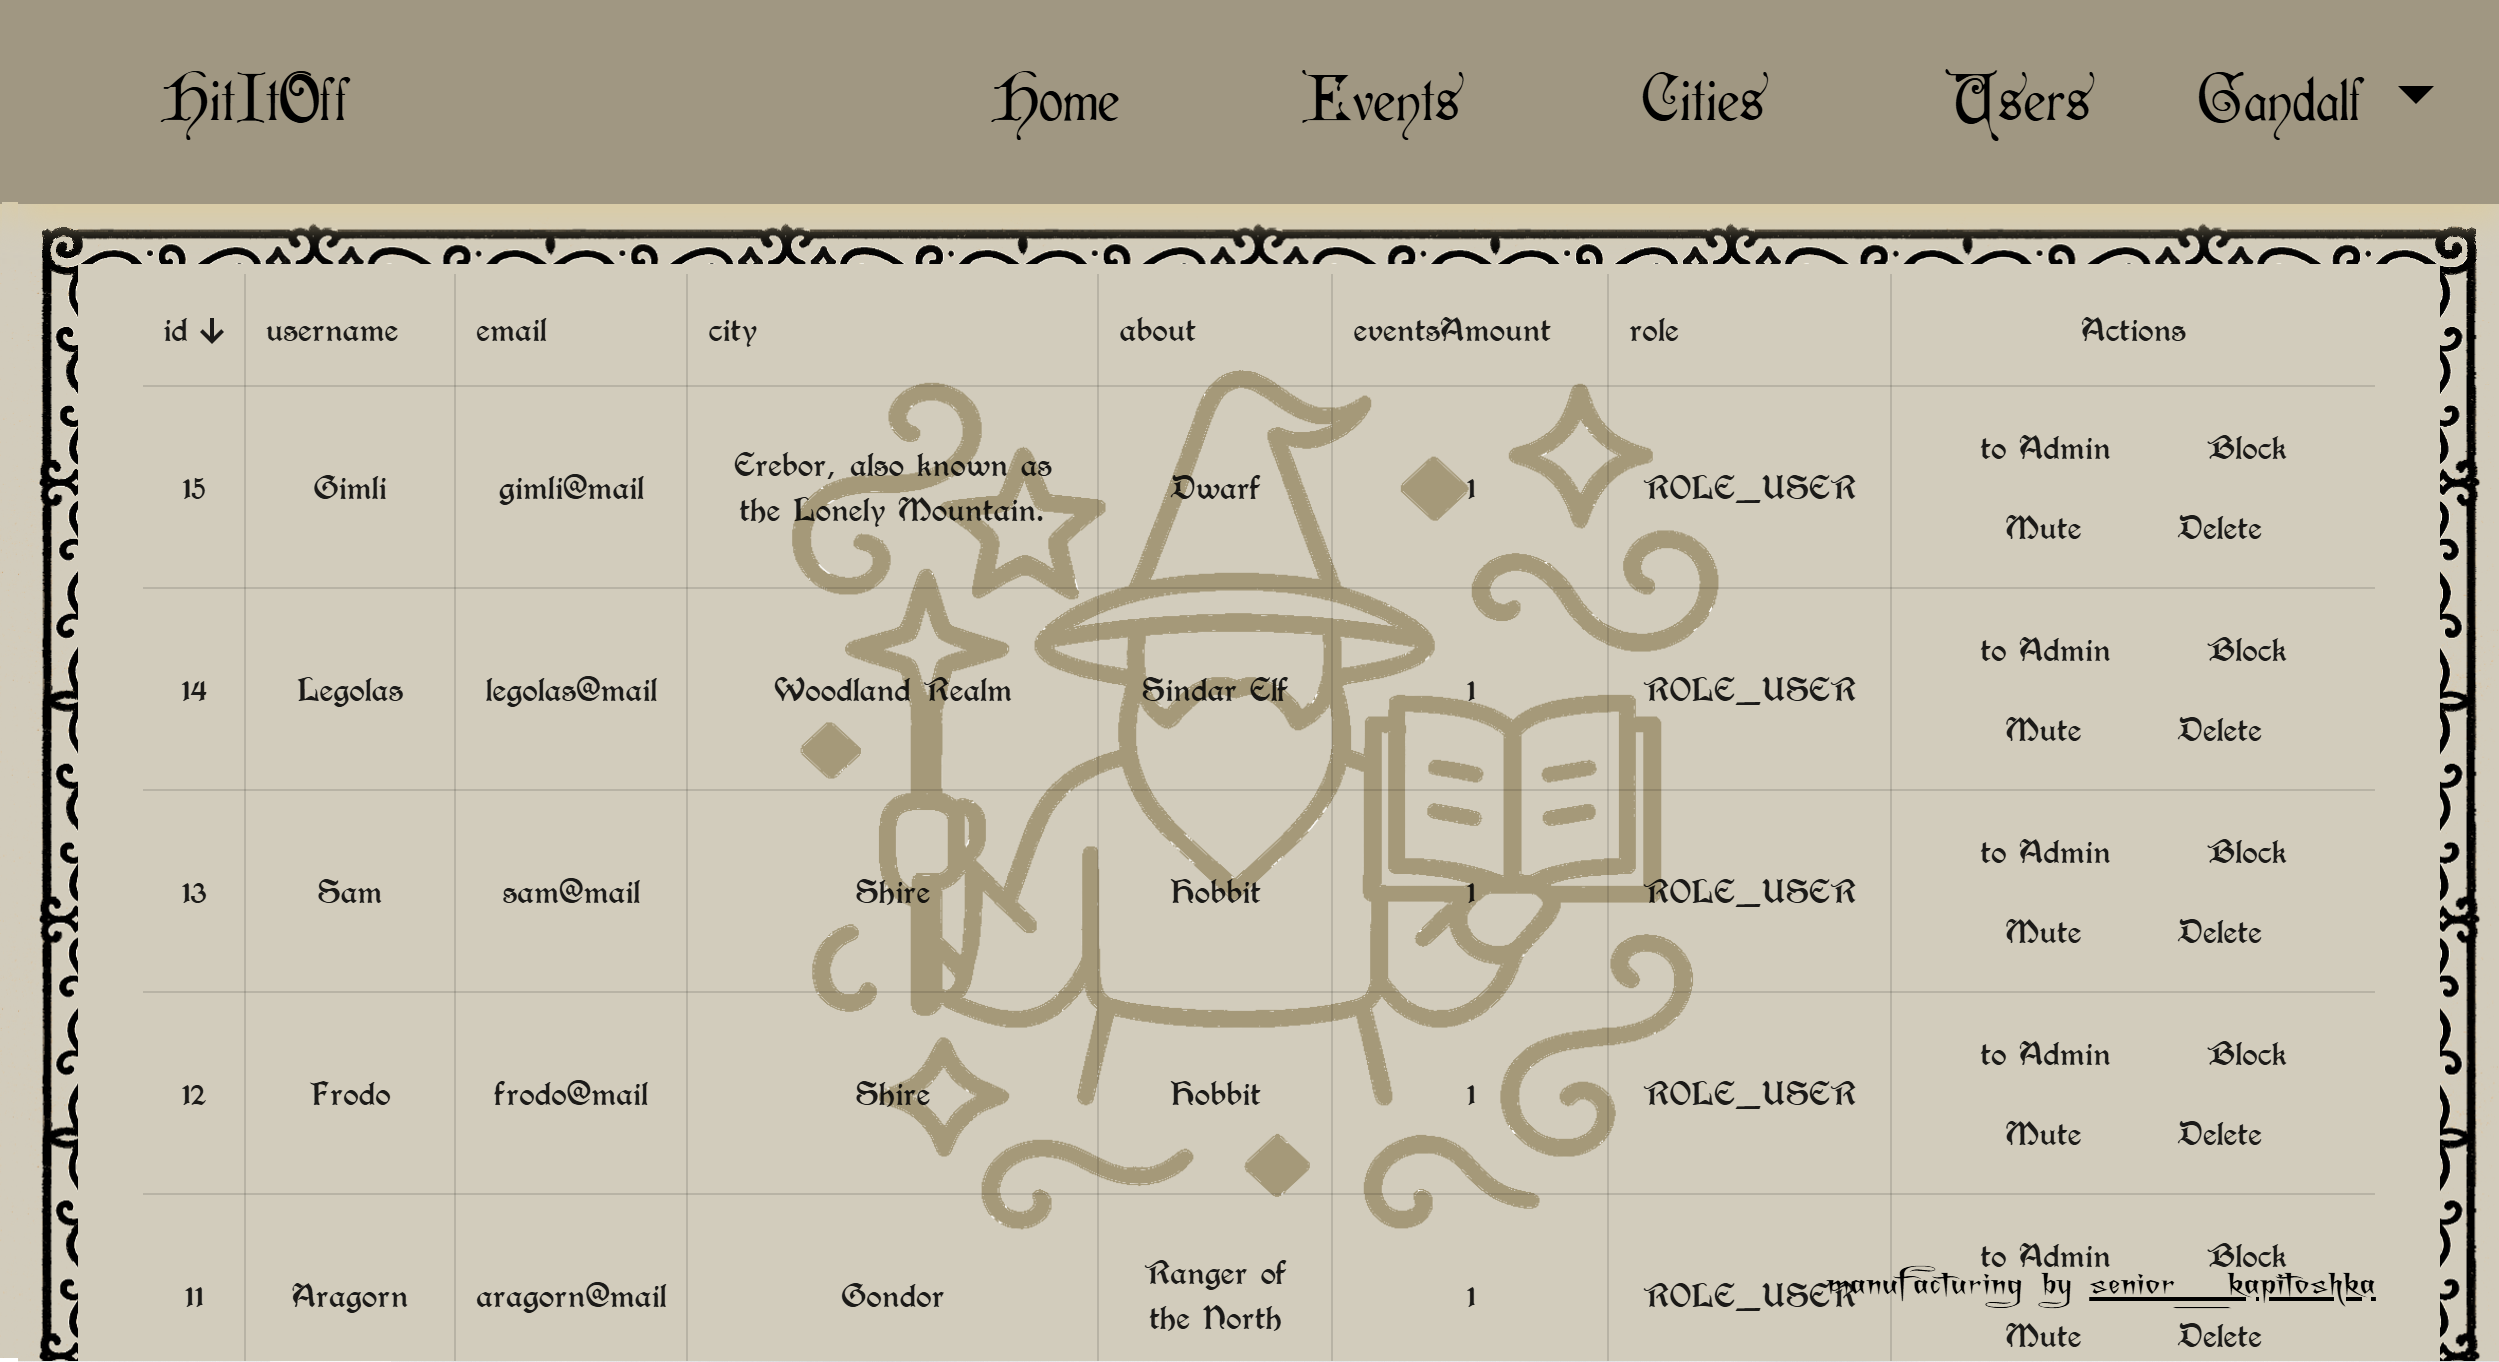 HitItOff Home Events Cities Users Gandalf
id username email city about eventsAmount role Actions
15 Gimli gimli@mail Erebor, also known as the Lonely Mountain. Dwarf 1 ROLE_USER to Admin Block
Mute Delete
14 Legolas legolas@mail Woodland Realm Sindar Elf 1 ROLE_USER to Admin Block
Mute Delete
13 Sam sam@mail Shire Hobbit 1 ROLE_USER to Admin Block
Mute Delete
12 Frodo frodo@mail Shire Hobbit 1 ROLE_USER to Admin Block
Mute Delete
11 Aragorn aragorn@mail Gondor Ranger of the North 1 ROLE_USER to Admin Block
Mute Delete
manufacturing by senior__kapitoshka